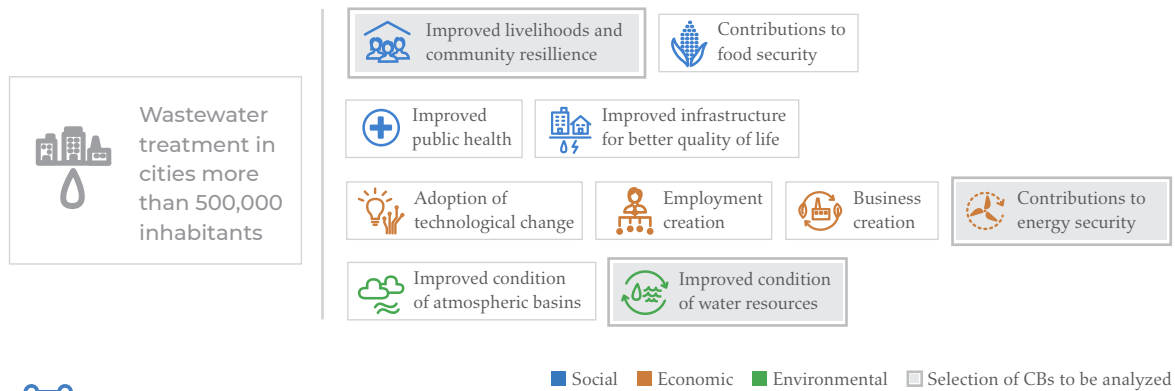 Wastewater
treatment in
cities more
than 500,000
inhabitants
Improved livelihoods and
community resillience
Contributions to
food security
Improved
public health
Improved infrastructure
for better quality of life
Adoption of
technological change
Employment
creation
Business
creation
Contributions to
energy security
Improved condition
of atmospheric basins
Improved condition
of water resources
Social
Economic
Environmental
Selection of CBs to be analyzed